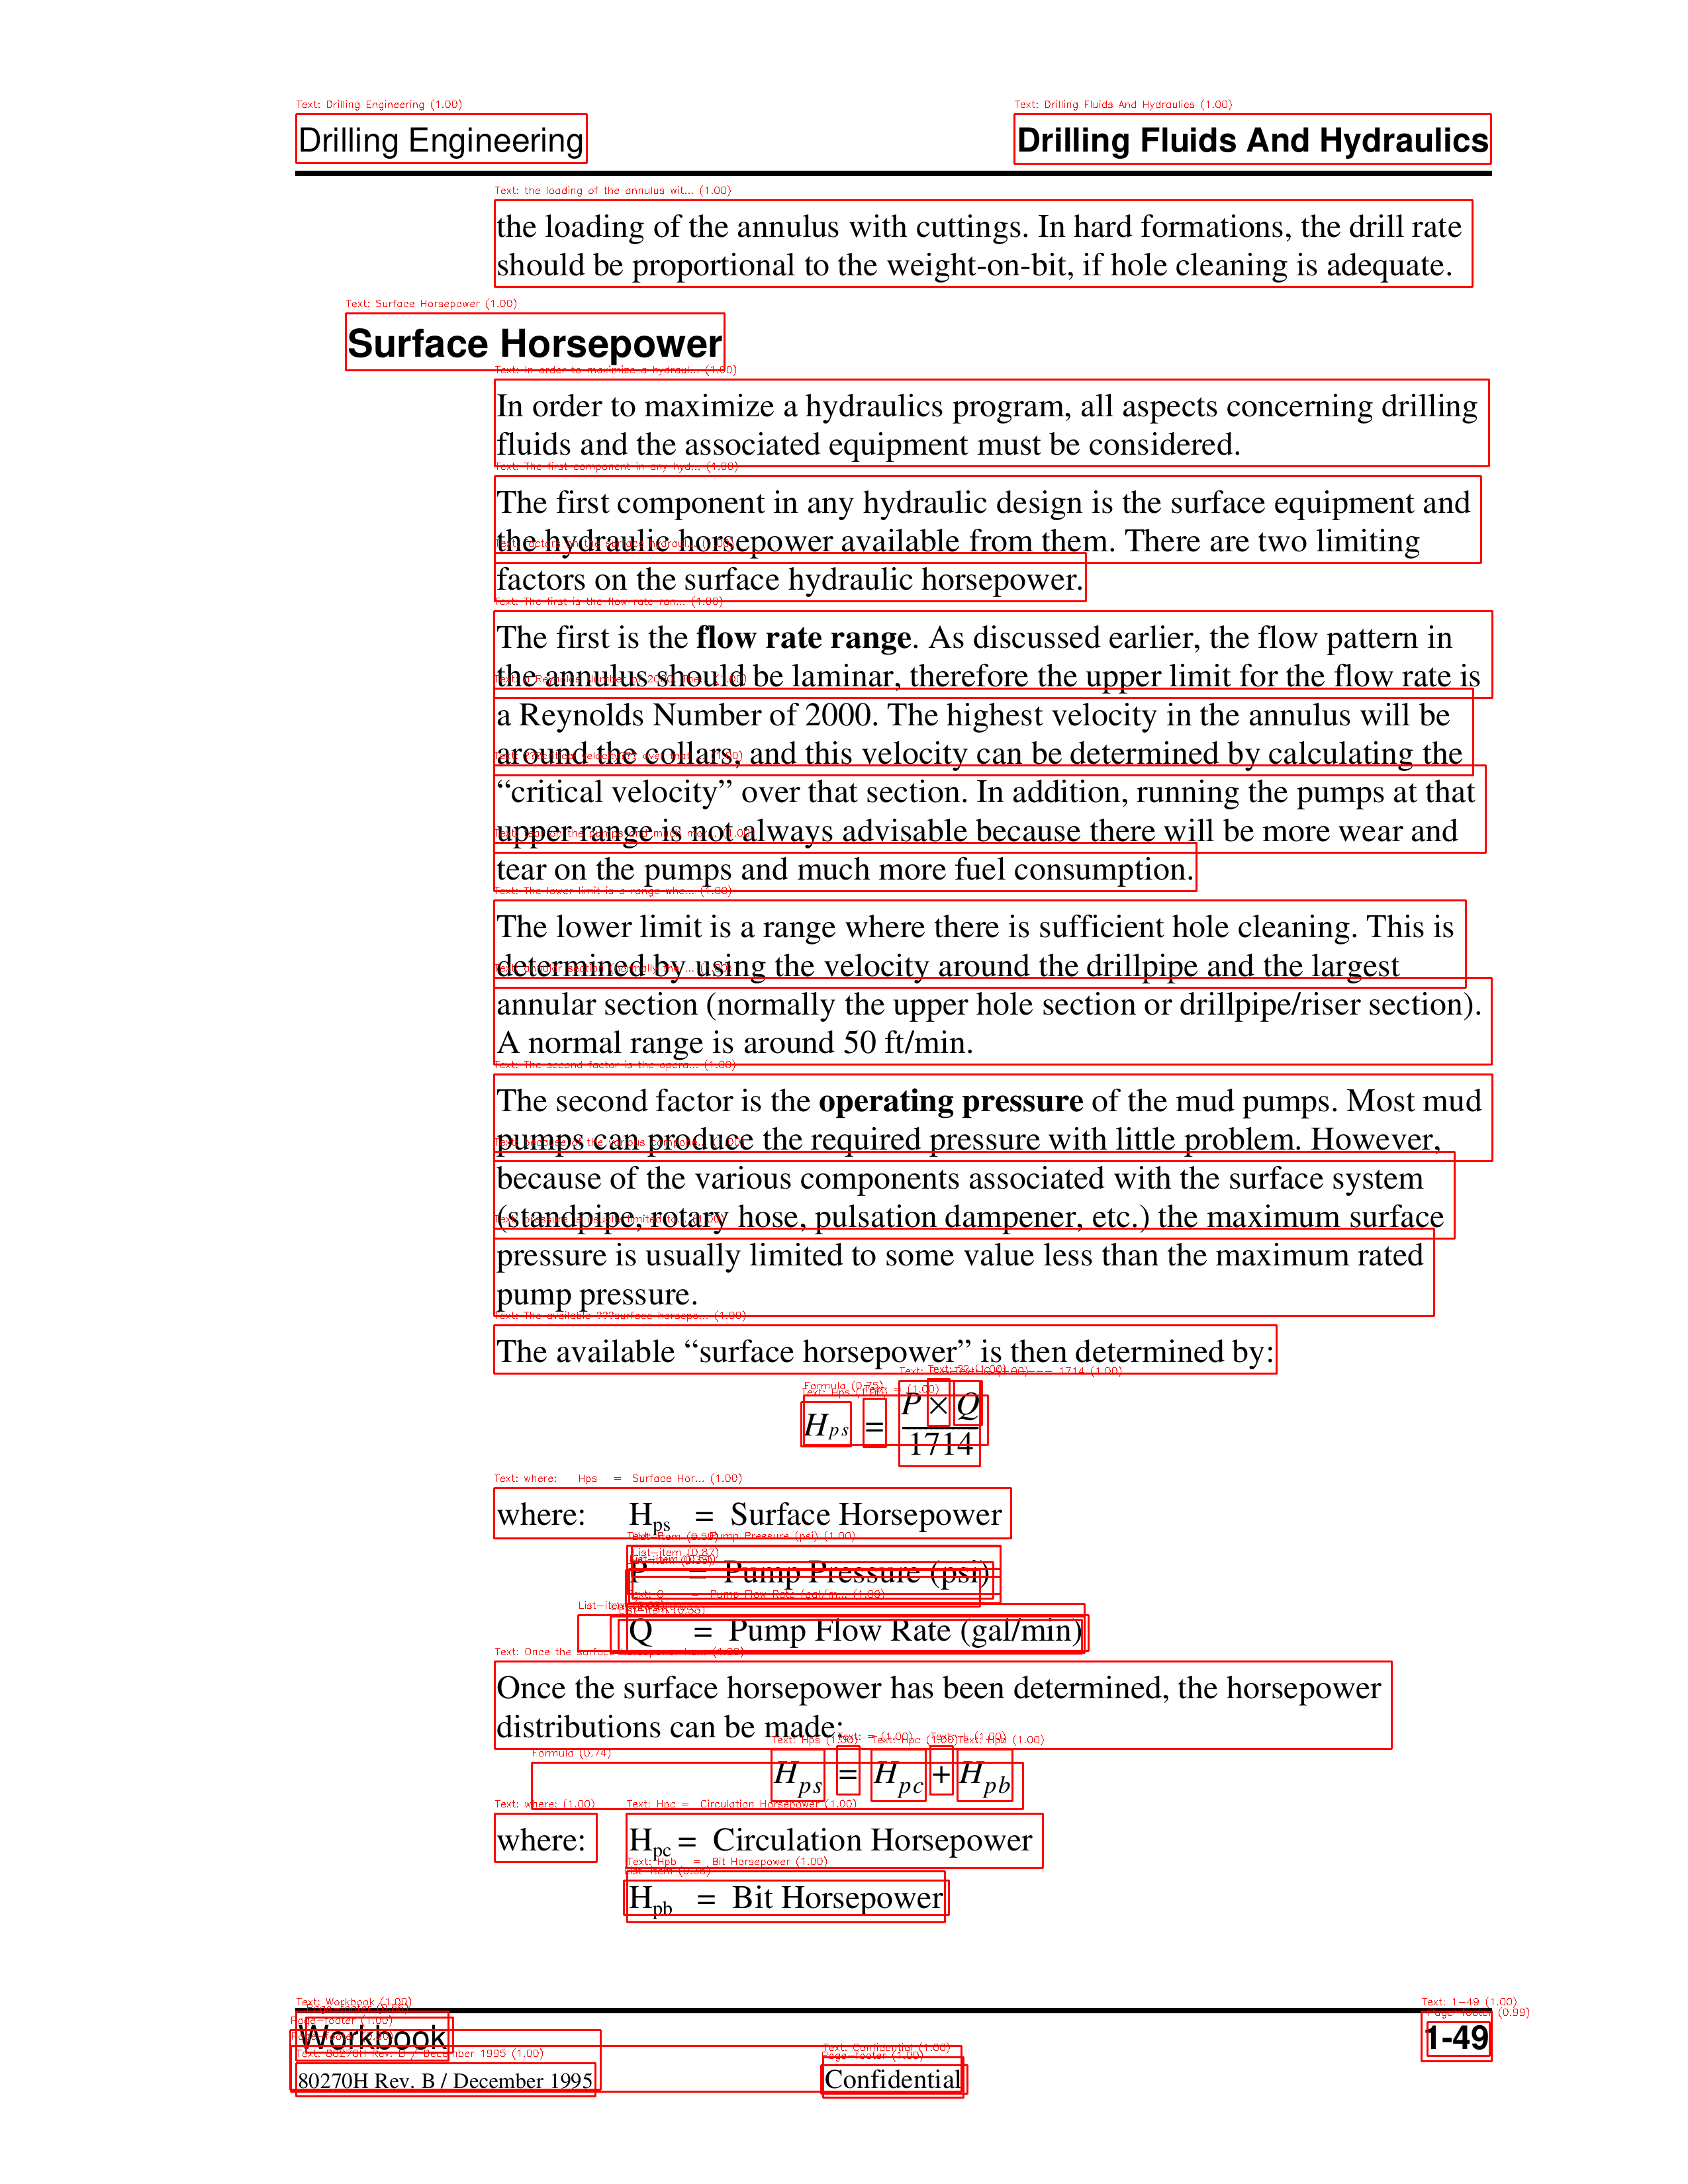 Drilling Engineering
Drilling Fluids And Hydraulics
the loading of the annulus with cuttings. In hard formations, the drill rate
should be proportional to the weight-on-bit, if hole cleaning is adequate.
Surface Horsepower
In order to maximize a hydraulics program, all aspects concerning drilling
fluids and the associated equipment must be considered.
The first component in any hydraulic design is the surface equipment and
the hydraulic horsepower available from them. There are two limiting
factors on the surface hydraulic horsepower.
The first is the flow rate range. As discussed earlier, the flow pattern in
the annulus should be laminar, therefore the upper limit for the flow rate is
a Reynolds Number of 2000. The highest velocity in the annulus will be
around the collars, and this velocity can be determined by calculating the
“critical velocity” over that section. In addition, running the pumps at that
upper range is not always advisable because there will be more wear and
tear on the pumps and much more fuel consumption.
The lower limit is a range where there is sufficient hole cleaning. This is
determined by using the velocity around the drillpipe and the largest
annular section (normally the upper hole section or drillpipe/riser section).
A normal range is around 50 ft/min.
The second factor is the operating pressure of the mud pumps. Most mud
pumps can produce the required pressure with little problem. However,
because of the various components associated with the surface system
(standpipe, rotary hose, pulsation dampener, etc.) the maximum surface
pressure is usually limited to some value less than the maximum rated
pump pressure.
The available “surface horsepower” is then determined by:
P × Q
Hps =
1714
where: Hps = Surface Horsepower
P = Pump Pressure (psi)
Q = Pump Flow Rate (gal/min)
Once the surface horsepower has been determined, the horsepower
distributions can be made:
Hps = Hpc + Hpb
where: Hpc = Circulation Horsepower
Hpb = Bit Horsepower
Workbook
1-49
80270H Rev. B / December 1995
Confidential